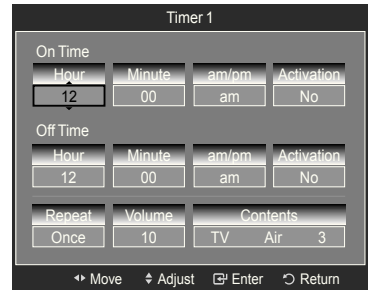 Timer 1
On Time
Hour Minute am/pm Activation
12 00 am No
Off Time
Hour Minute am/pm Activation
12 00 am No
Repeat Volume Contents
Once 10 TV Air 3
Move Adjust Enter Return